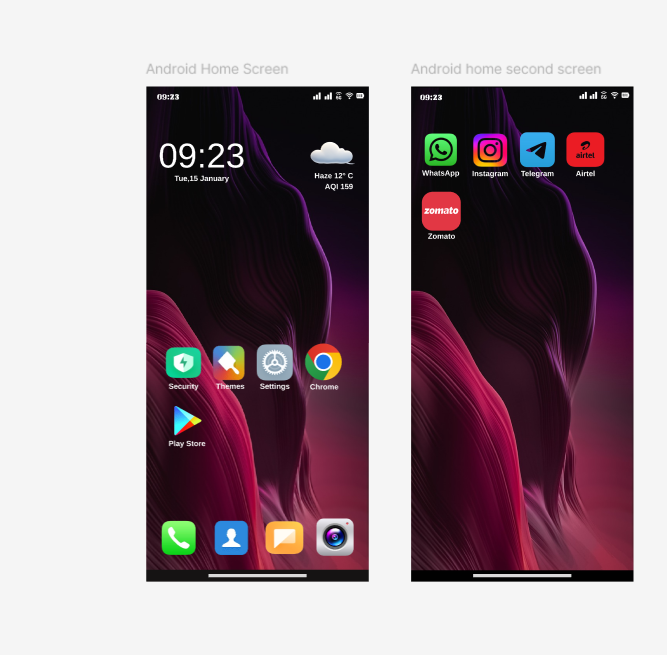 Android Home Screen
09:23
09:23
Tue,15 January
Haze 12° C
AQI 159
Security
Themes
Settings
Chrome
Play Store
Android home second screen
09:23
airtel
WhatsApp
Instagram
Telegram
Airtel
zomato
Zomato